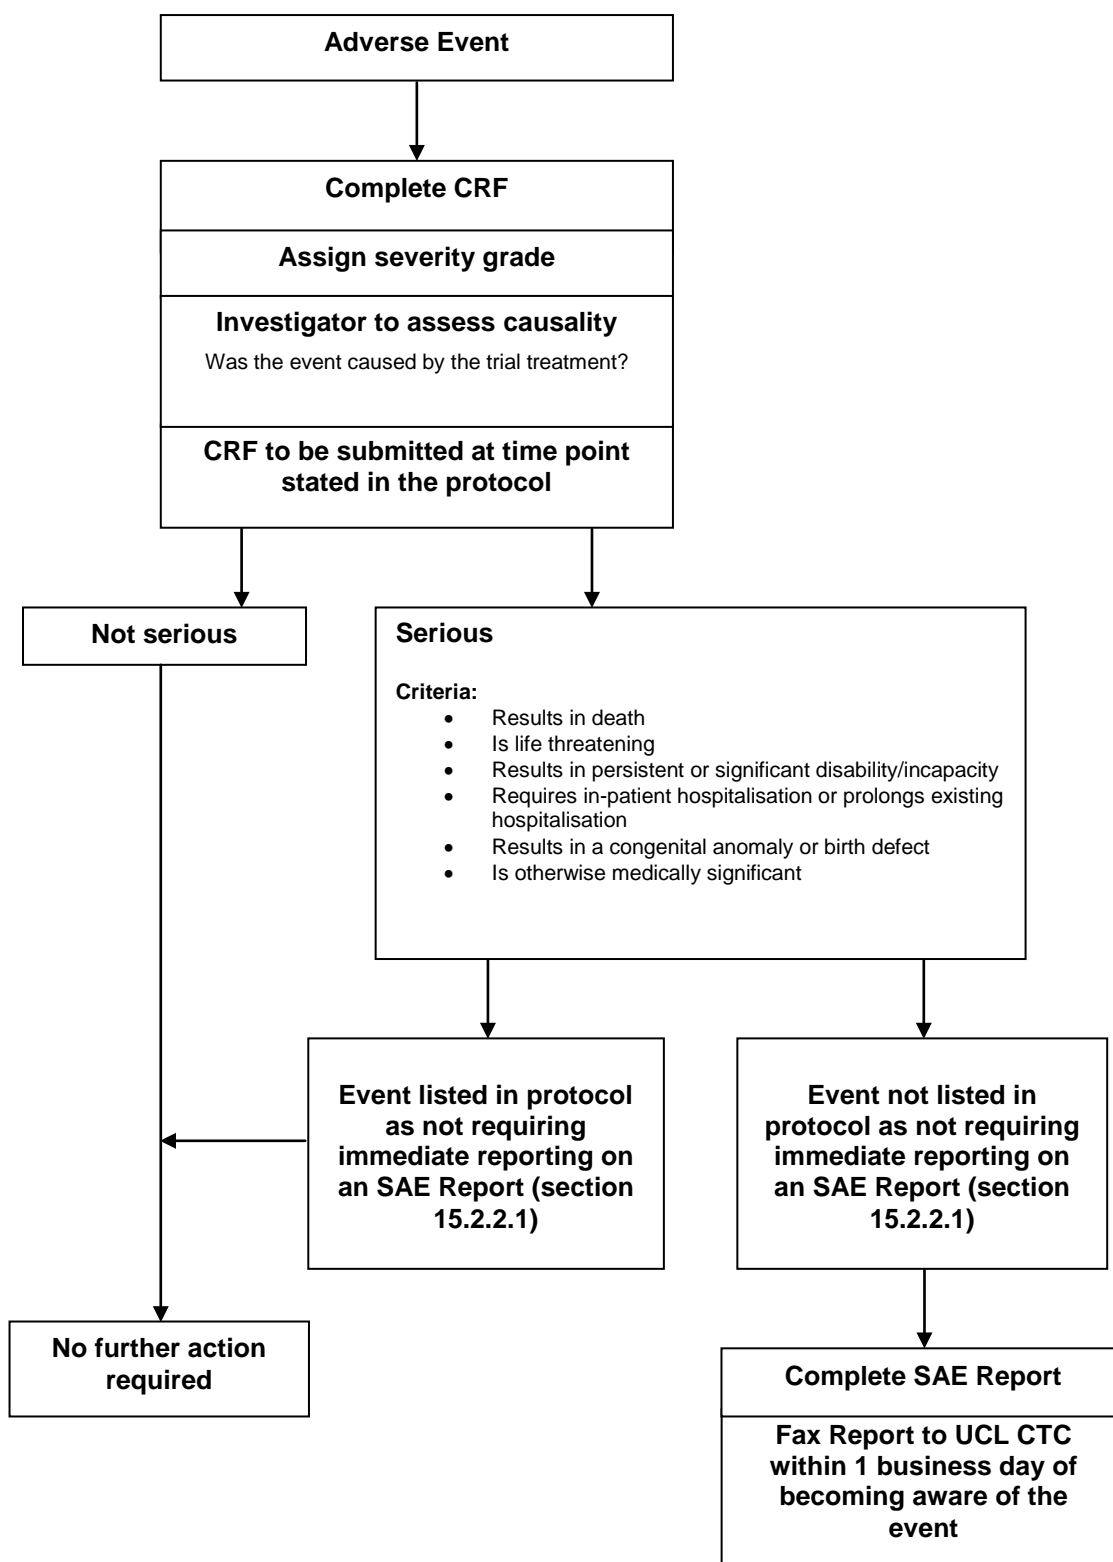 Adverse Event
Complete CRF
Assign severity grade
Investigator to assess causality
Was the event caused by the trial treatment?
CRF to be submitted at time point
stated in the protocol
Not serious
Serious
Criteria:
• Results in death
• Is life threatening
• Results in persistent or significant disability/incapacity
• Requires in-patient hospitalisation or prolongs existing
hospitalisation
• Results in a congenital anomaly or birth defect
• Is otherwise medically significant
Event listed in protocol
as not requiring
immediate reporting on
an SAE Report (section
15.2.2.1)
Event not listed in
protocol as not requiring
immediate reporting on
an SAE Report (section
15.2.2.1)
No further action
required
Complete SAE Report
Fax Report to UCL CTC
within 1 business day of
becoming aware of the
event